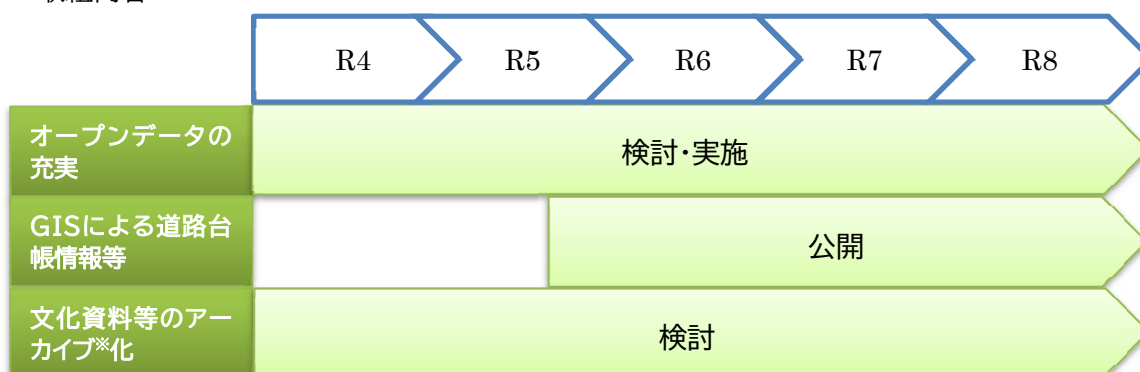 R4 R5 R6 R7 R8
オープンデータの
充実
検討・実施
GISによる道路台
帳情報等
公開
文化資料等のアー
カイブ※化
検討